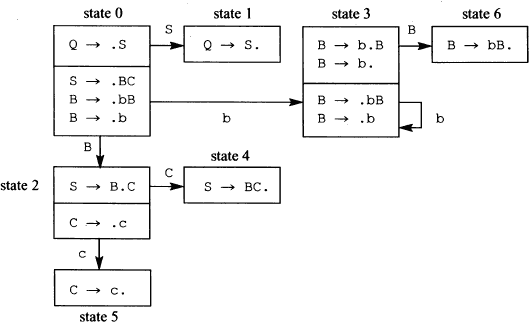 state 0
S
state 1
state 3
B
state 6
Q → .S
Q → S.
B → b.B
B → b.
B → bB.
S → .BC
B → .bB
B → .b
b
B → .bB
B → .b
b
B
state 2
S → B.C
C
state 4
S → BC.
C → .c
c
C → c.
state 5